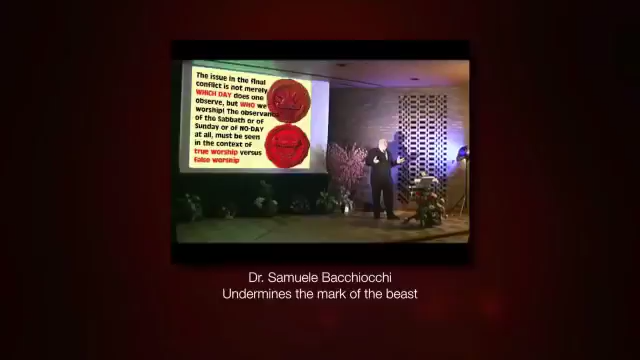 The issue in the final
conflict is not merely
WHICH DAY does one
observe, but WHO we
worship! The observance
of the Sabbath or of
Sunday or of NO-DAY
at all, must be seen
in the context of
true worship versus
false worship
Dr. Samuele Bacchiocchi
Undermines the mark of the beast